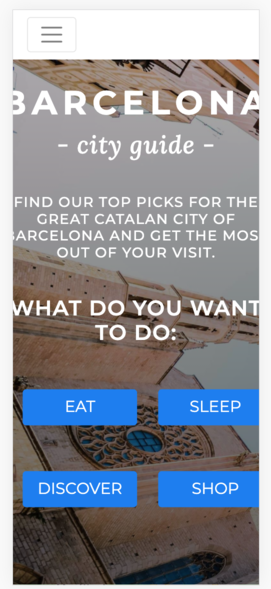 BARCELONA
- city guide -
FIND OUR TOP PICKS FOR THE
GREAT CATALAN CITY OF
BARCELONA AND GET THE MOS
OUT OF YOUR VISIT.
WHAT DO YOU WANT
TO DO:
EAT
SLEEP
DISCOVER
SHOP